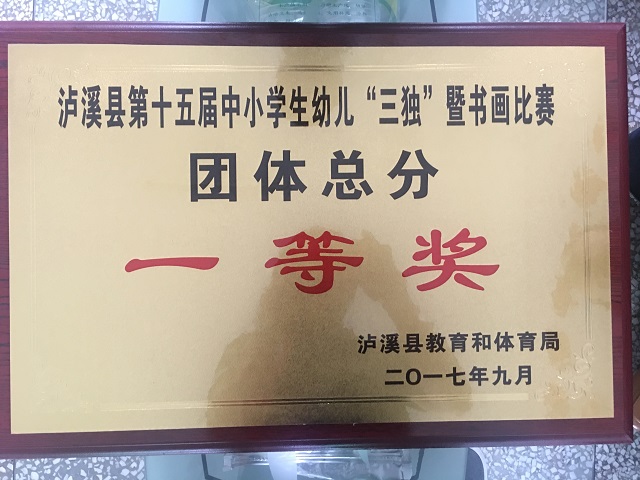 泸溪县第十五届中小学生幼儿“三独”暨书画比赛
团体总分
一等奖
泸溪县教育和体育局
二〇一七年九月